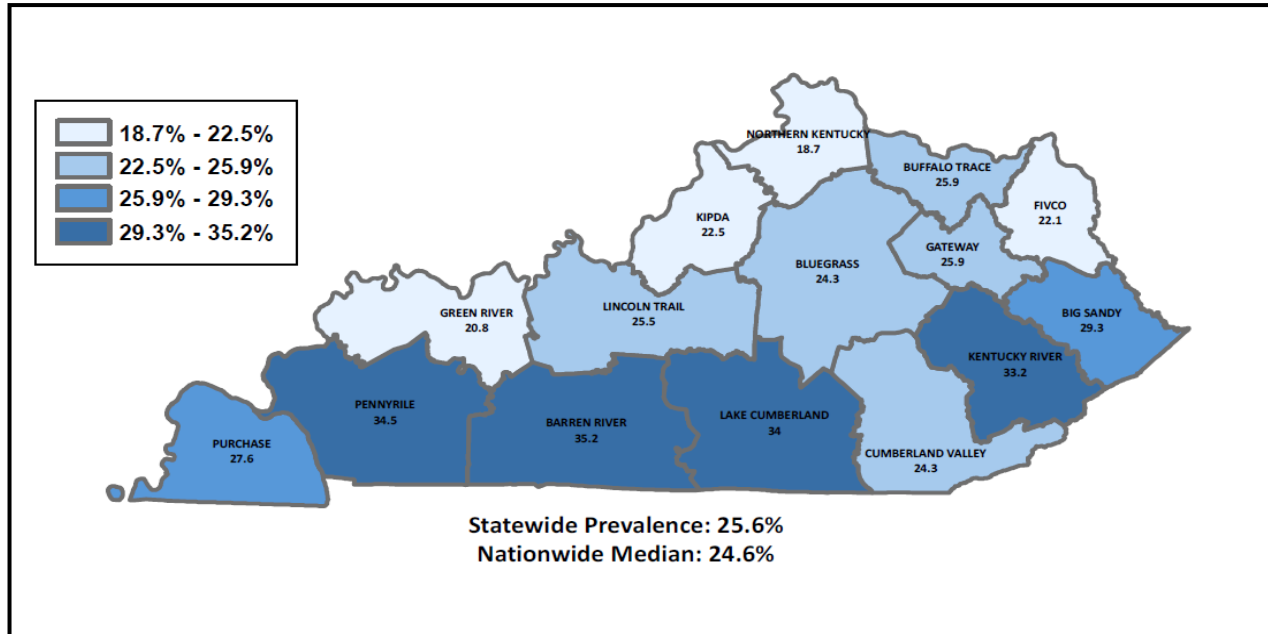 18.7% - 22.5%
22.5% - 25.9%
25.9% - 29.3%
29.3% - 35.2%
NORTHERN KENTUCKY
18.7
BUFFALO TRACE
25.9
FIVCO
22.1
KIPDA
22.5
GATEWAY
25.9
BLUEGRASS
24.3
GREEN RIVER
20.8
LINCOLN TRAIL
25.5
BIG SANDY
29.3
KENTUCKY RIVER
33.2
PENNYRILE
34.5
BARREN RIVER
35.2
LAKE CUMBERLAND
34
PURCHASE
27.6
CUMBERLAND VALLEY
24.3
Statewide Prevalence: 25.6%
Nationwide Median: 24.6%